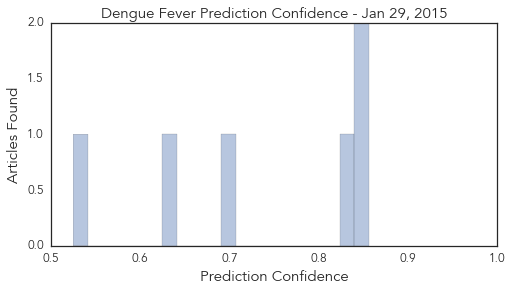 Dengue Fever Prediction Confidence - Jan 29, 2015
2.0
1.5
1.0
0.5
0.0
Articles Found
0.5 0.6 0.7 0.8 0.9 1.0
Prediction Confidence